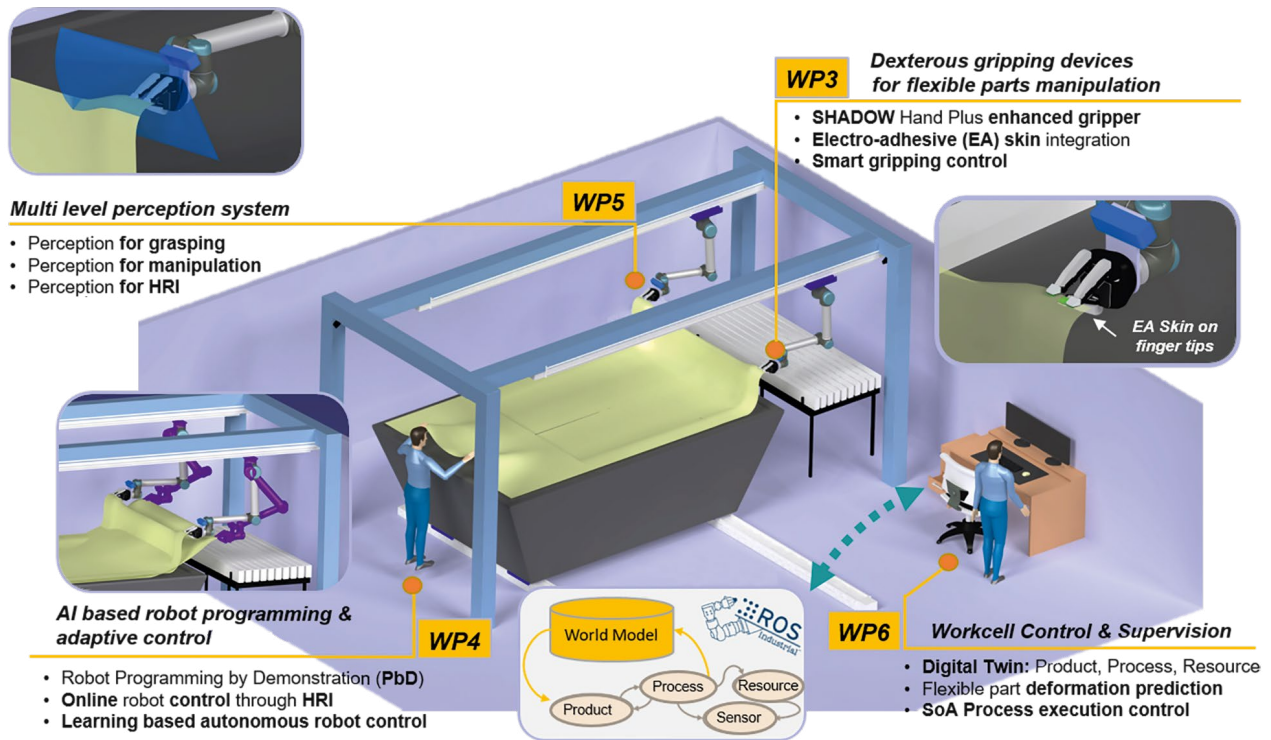 WP3
Dexterous gripping devices
for flexible parts manipulation
• SHADOW Hand Plus enhanced gripper
• Electro-adhesive (EA) skin integration
• Smart gripping control
WP5
Multi level perception system
• Perception for grasping
• Perception for manipulation
• Perception for HRI
EA Skin on
finger tips
AI based robot programming &
adaptive control
WP4
• Robot Programming by Demonstration (PbD)
• Online robot control through HRI
• Learning based autonomous robot control
World Model
ROS
Industrial
Process
Resource
Product
Sensor
WP6
Workcell Control & Supervision
• Digital Twin: Product, Process, Resource
• Flexible part deformation prediction
• SoA Process execution control